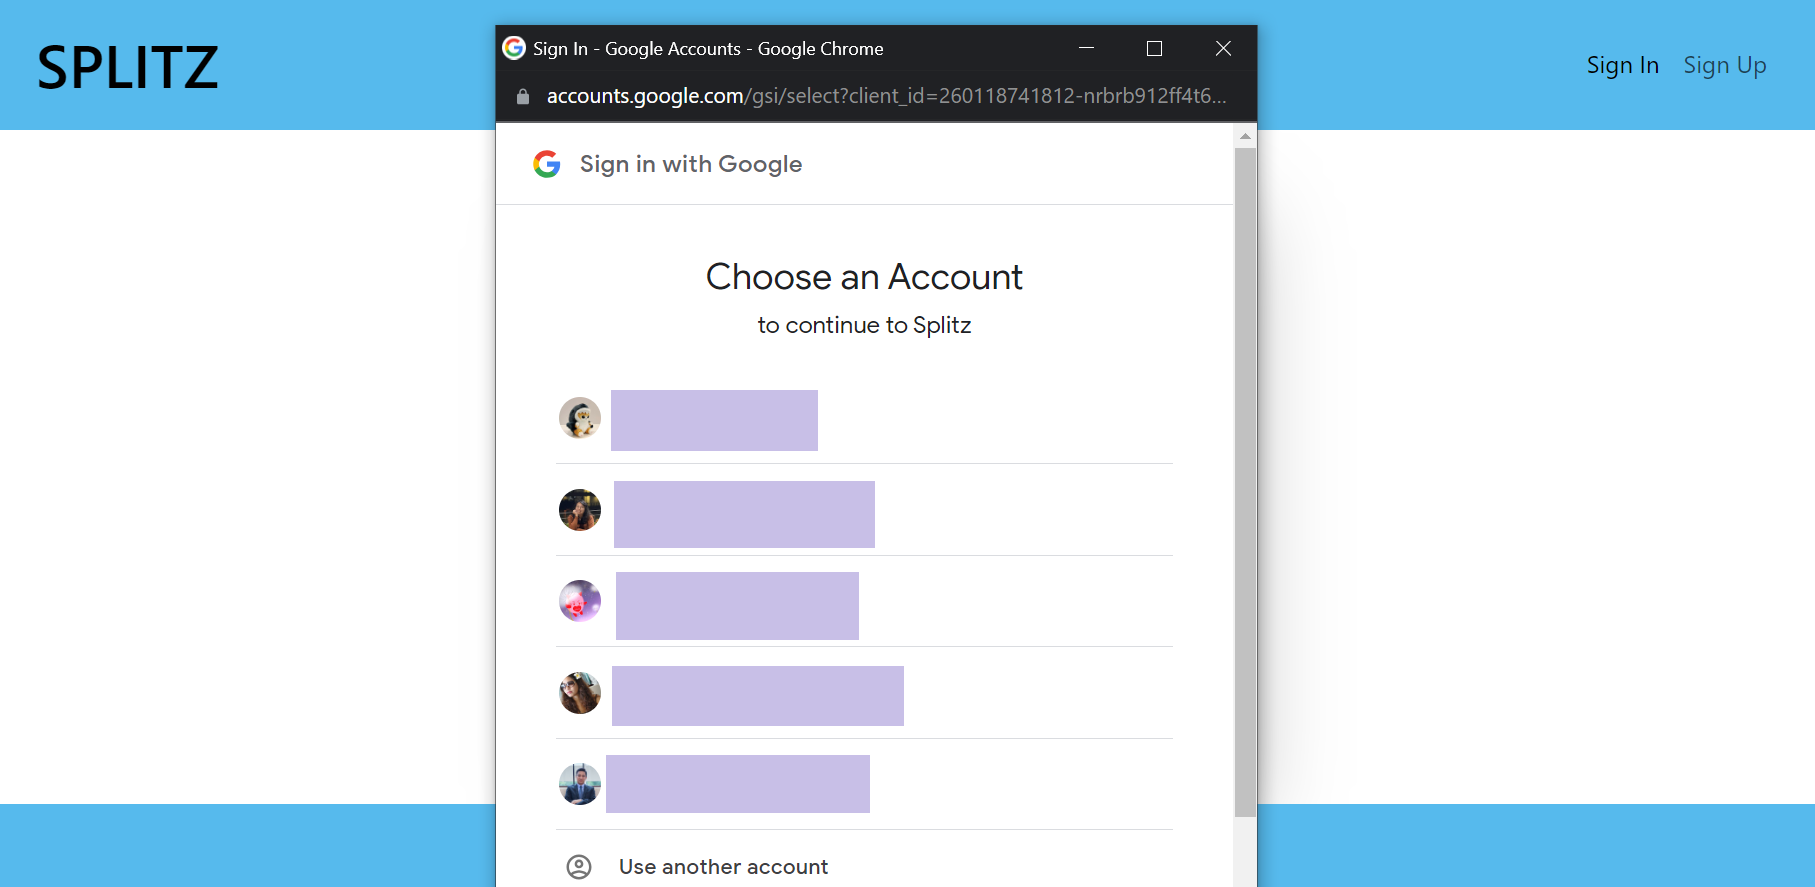 SPLITZ
Sign In
Sign Up
Sign In - Google Accounts - Google Chrome
accounts.google.com/gsi/select?client_id=260118741812-nrbrb912ff4t6...
Sign in with Google
Choose an Account
to continue to Splitz
Use another account